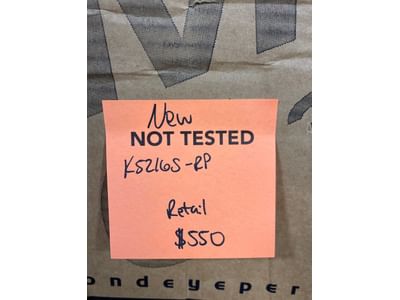 New
NOT TESTED
K5216S-RP
Retail
$550
ondeyeper